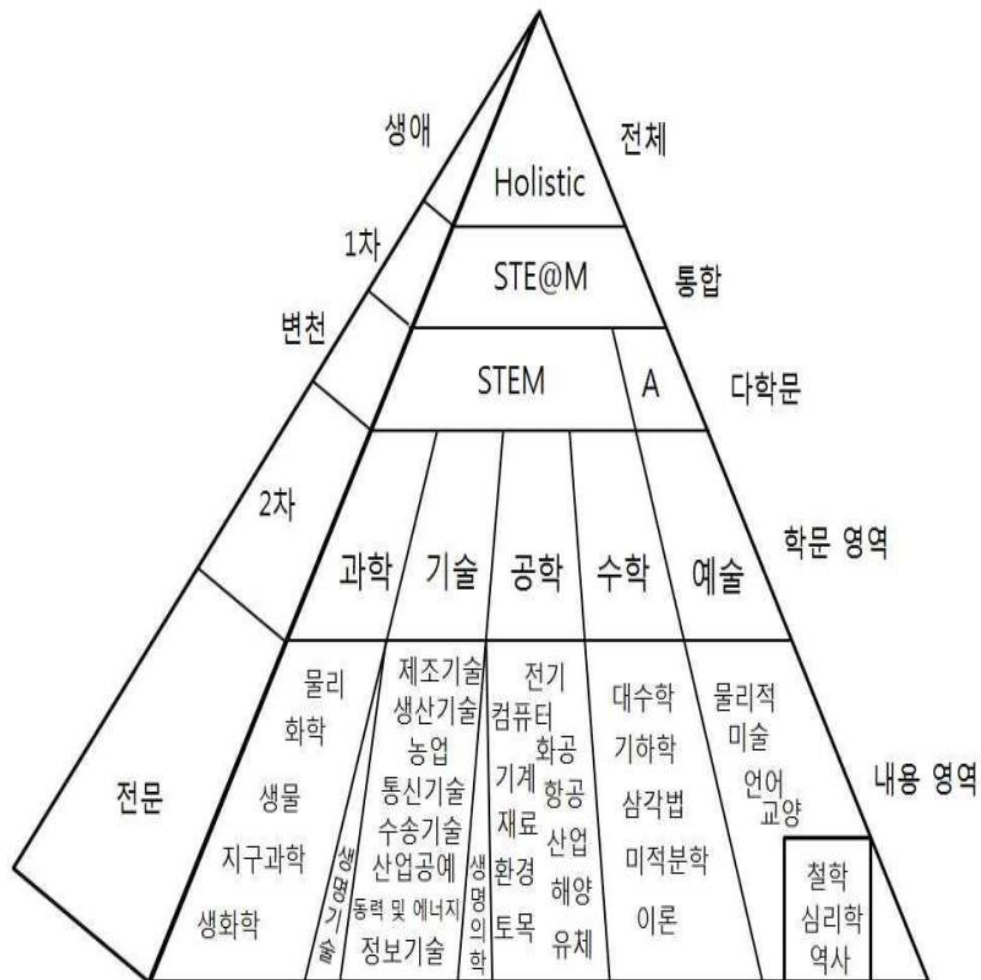 생애
전체
Holistic
1차
STE@M
통합
변천
STEM
A
다학문
2차
과학
기술
공학
수학
예술
학문 영역
전문
물리
화학
생물
지구과학
생화학
생명기술
제조기술
생산기술
농업
통신기술
수송기술
산업공예
동력 및 에너지
정보기술
생명의학
전기
컴퓨터
화공
기계
항공
재료
산업
환경
해양
토목
유체
대수학
기하학
삼각법
미적분학
이론
물리적
미술
언어
교양
철학
심리학
역사
내용 영역